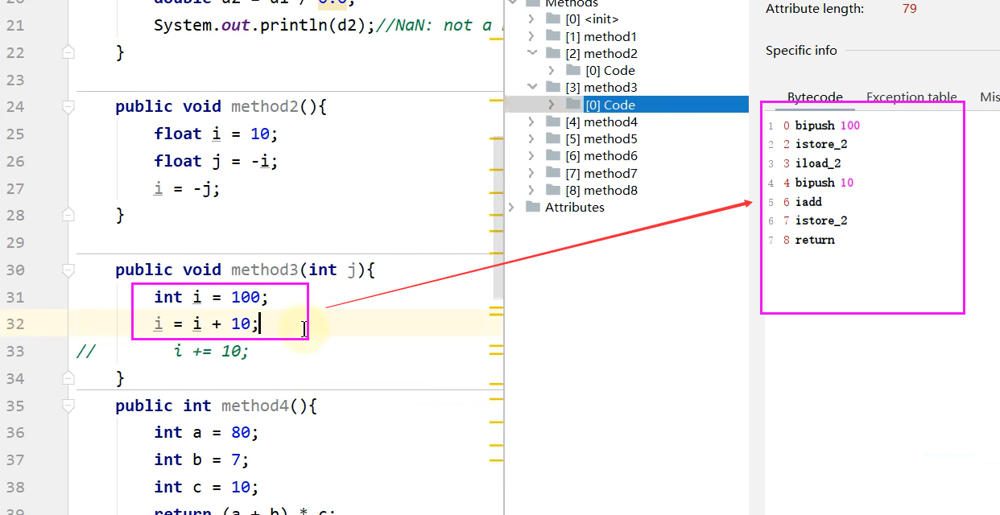 20 double d2 = d1 / 0.0;
21 System.out.println(d2);//NaN: not a
22 }
23
24 public void method2(){
25 float i = 10;
26 float j = -i;
27 i = -j;
28 }
29
30 public void method3(int j){
31 int i = 100;
32 i = i + 10;
33 // i += 10;
34 }
35 public int method4(){
36 int a = 80;
37 int b = 7;
38 int c = 10;
39 return (a + b) * c;
Methods
[0] <init>
[1] method1
[2] method2
[0] Code
[3] method3
[0] Code
[4] method4
[5] method5
[6] method6
[7] method7
[8] method8
Attributes
Attribute length: 79
Specific info
Bytecode Exception table Mis
1 0 bipush 100
2 2 istore_2
3 3 iload_2
4 4 bipush 10
5 6 iadd
6 7 istore_2
7 8 return